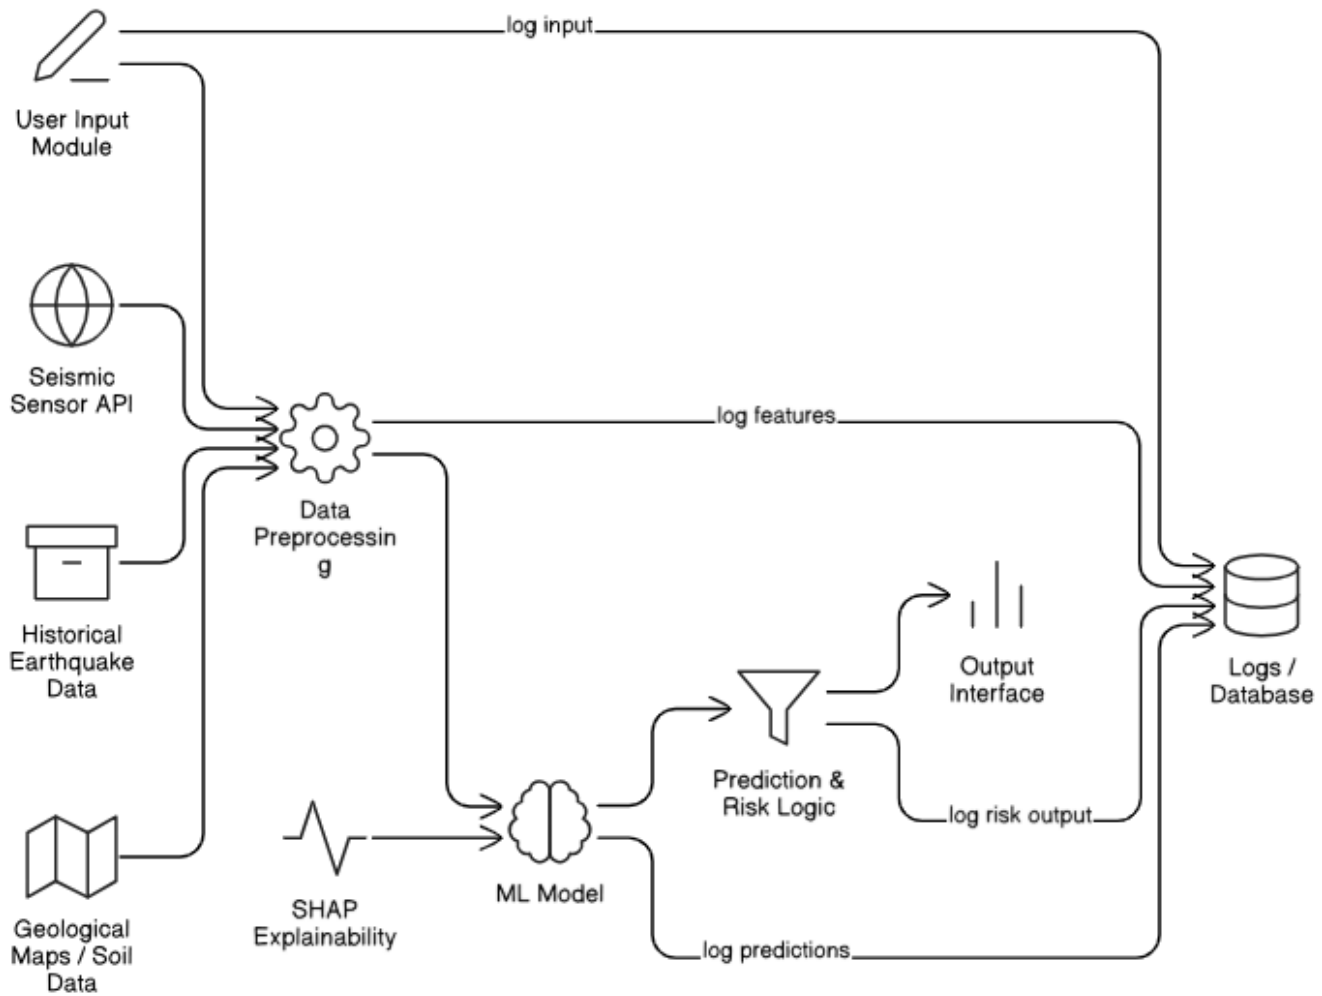 log input
User Input
Module
Seismic
Sensor API
log features
Data
Preprocessin
g
Historical
Earthquake
Data
Output
Interface
Logs /
Database
Prediction &
Risk Logic
log risk output
ML Model
SHAP
Explainability
log predictions
Geological
Maps / Soil
Data